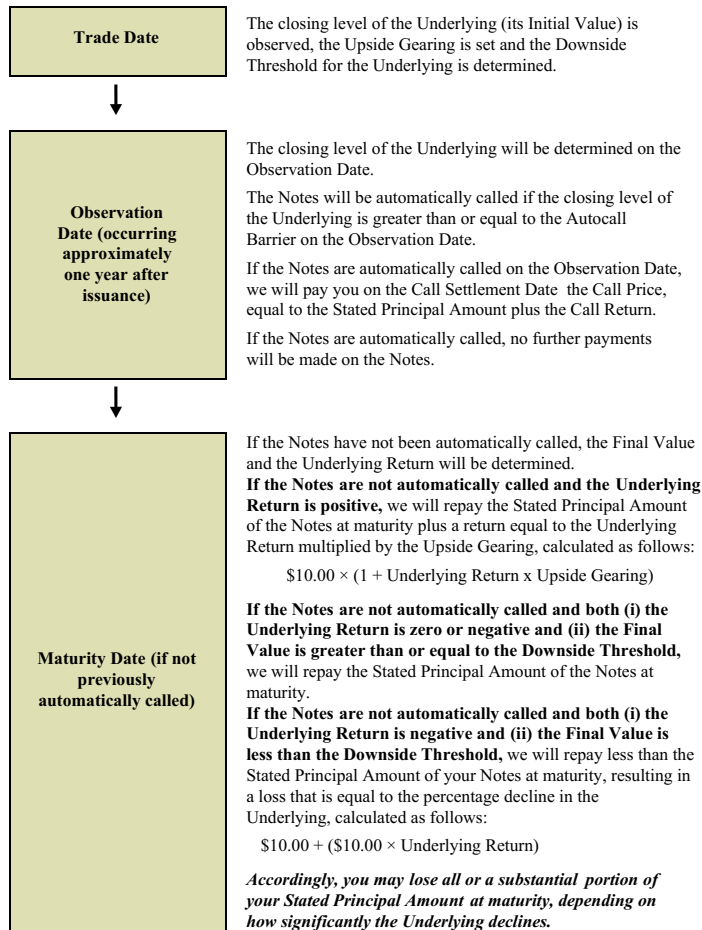 Trade Date
The closing level of the Underlying (its Initial Value) is
observed, the Upside Gearing is set and the Downside
Threshold for the Underlying is determined.
Observation
Date (occurring
approximately
one year after
issuance)
The closing level of the Underlying will be determined on the
Observation Date.
The Notes will be automatically called if the closing level of
the Underlying is greater than or equal to the Autocall
Barrier on the Observation Date.
If the Notes are automatically called on the Observation Date,
we will pay you on the Call Settlement Date the Call Price,
equal to the Stated Principal Amount plus the Call Return.
If the Notes are automatically called, no further payments
will be made on the Notes.
Maturity Date (if not
previously
automatically called)
If the Notes have not been automatically called, the Final Value
and the Underlying Return will be determined.
If the Notes are not automatically called and the Underlying
Return is positive, we will repay the Stated Principal Amount
of the Notes at maturity plus a return equal to the Underlying
Return multiplied by the Upside Gearing, calculated as follows:
$10.00 × (1 + Underlying Return x Upside Gearing)
If the Notes are not automatically called and both (i) the
Underlying Return is zero or negative and (ii) the Final
Value is greater than or equal to the Downside Threshold,
we will repay the Stated Principal Amount of the Notes at
maturity.
If the Notes are not automatically called and both (i) the
Underlying Return is negative and (ii) the Final Value is
less than the Downside Threshold, we will repay less than the
Stated Principal Amount of your Notes at maturity, resulting in
a loss that is equal to the percentage decline in the
Underlying, calculated as follows:
$10.00 + ($10.00 × Underlying Return)
Accordingly, you may lose all or a substantial portion of
your Stated Principal Amount at maturity, depending on
how significantly the Underlying declines.